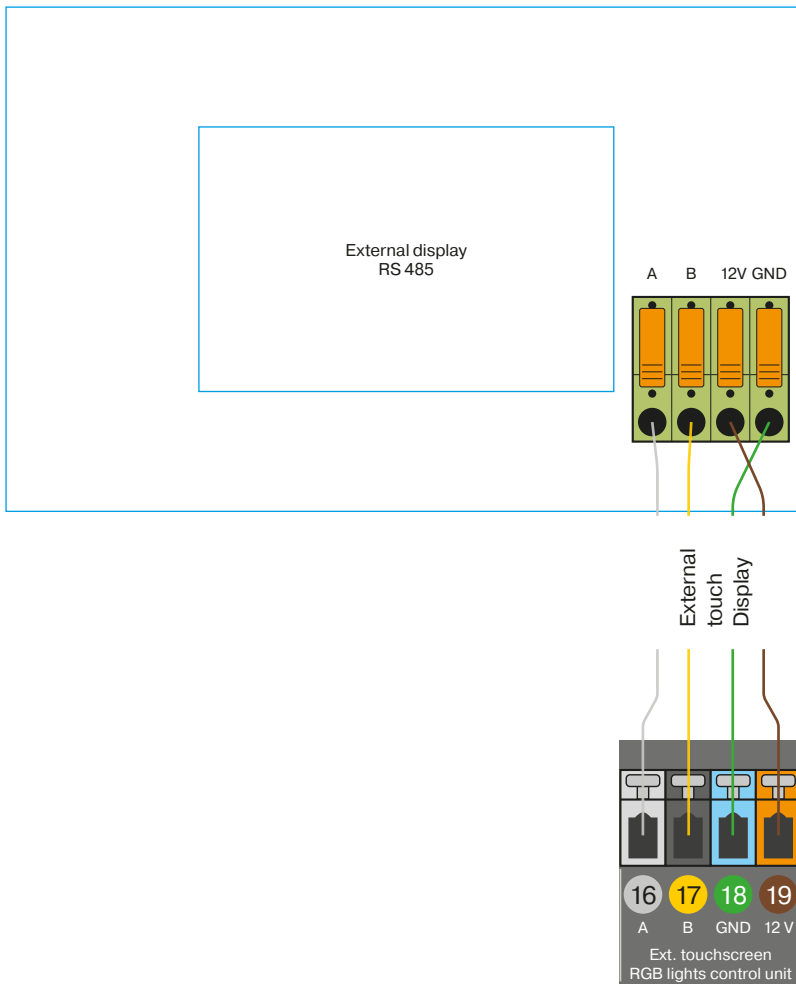 External display
RS 485
A B 12V GND
External
touch
Display
16 17 18 19
A B GND 12 V
Ext. touchscreen
RGB lights control unit